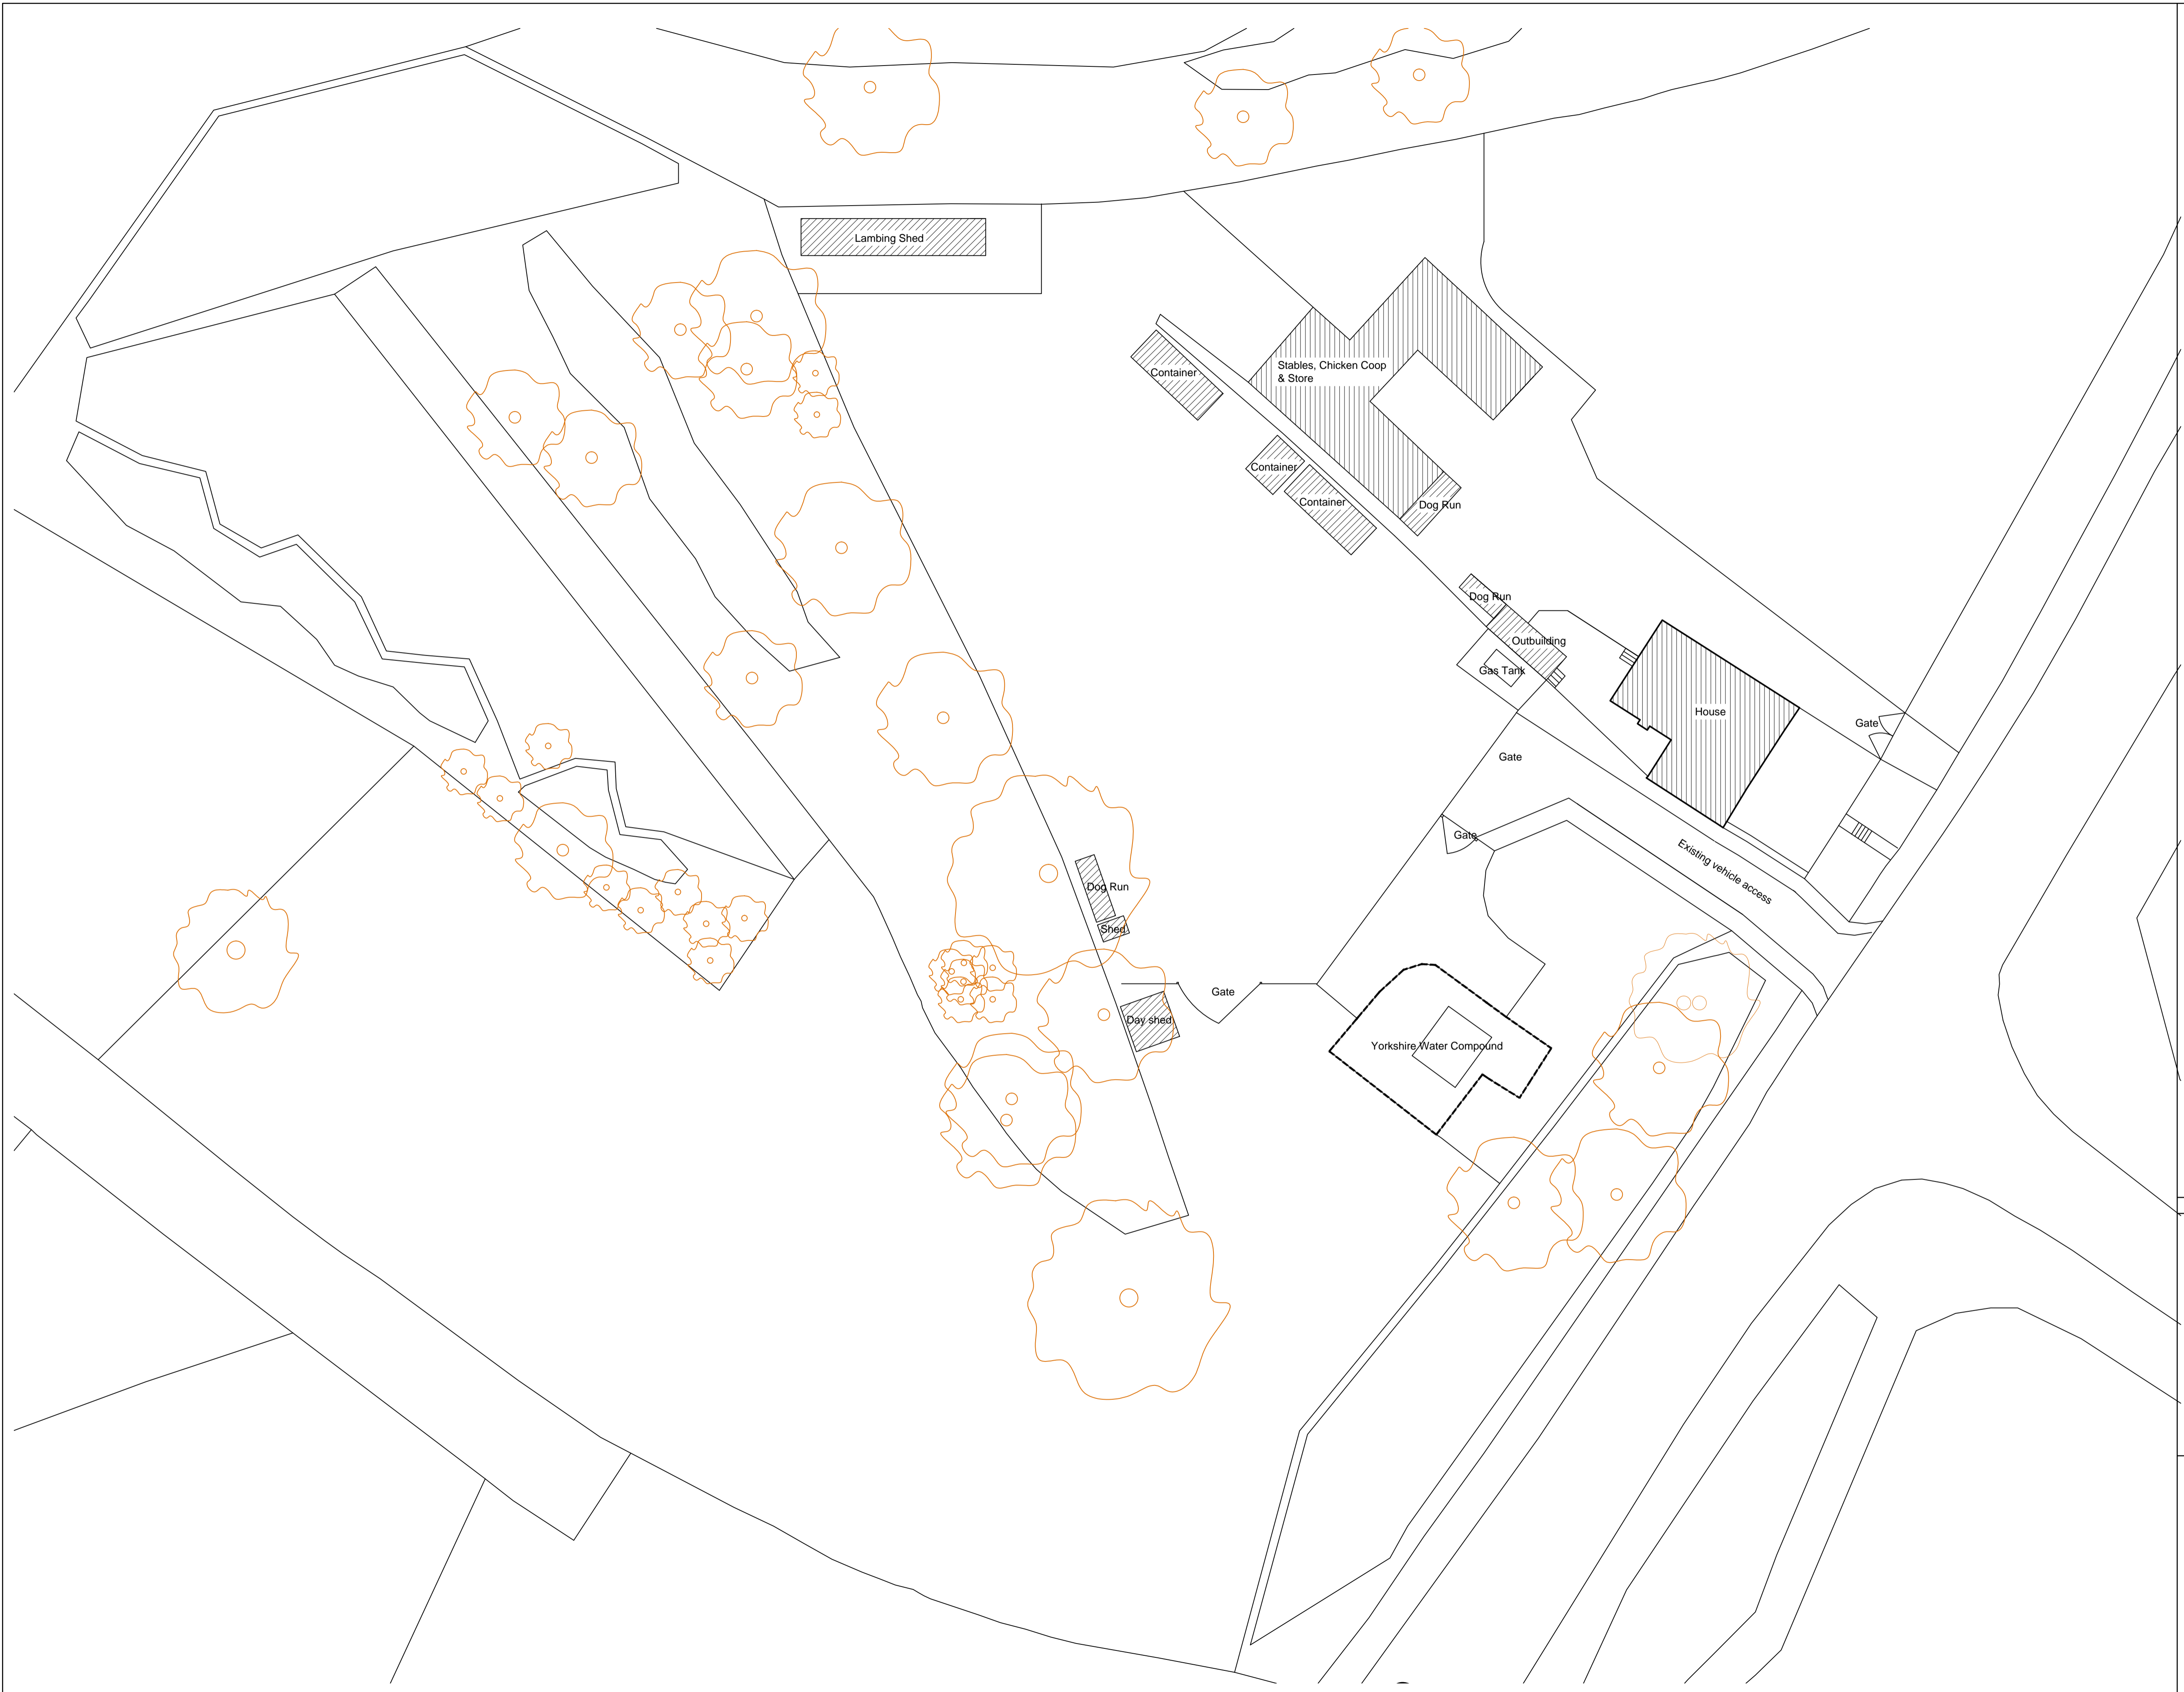 Lambing Shed
Stables, Chicken Coop
& Store
Container
Container
Container
Dog Run
Dog Run
Outbuilding
Gas Tank
House
Gate
Gate
Gate
Existing vehicle access
Dog Run
Shed
Gate
Day shed
Yorkshire Water Compound